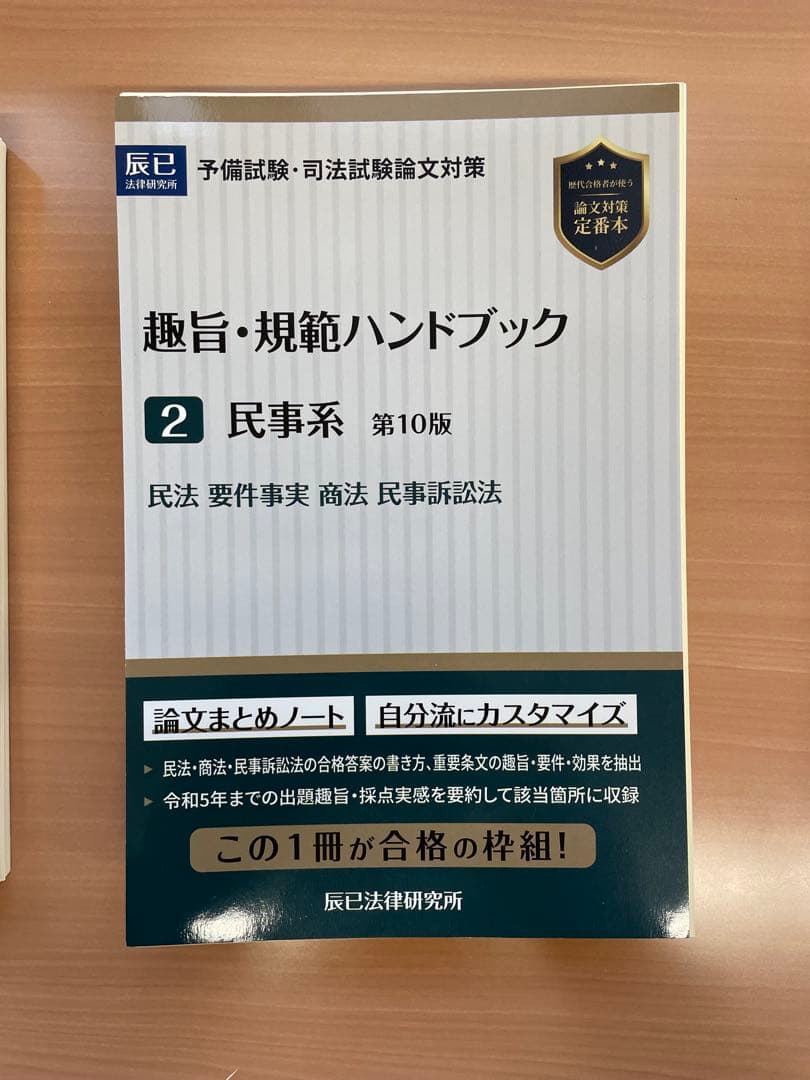 辰已
法律研究所
予備試験・司法試験論文対策
歴代合格者が使う
論文対策
定番本
趣旨・規範ハンドブック
2 民事系 第10版
民法 要件事実 商法 民事訴訟法
論文まとめノート 自分流にカスタマイズ
▶ 民法・商法・民事訴訟法の合格答案の書き方、重要条文の趣旨・要件・効果を抽出
▶ 令和5年までの出題趣旨・採点実感を要約して該当箇所に収録
この1冊が合格の枠組!
辰已法律研究所